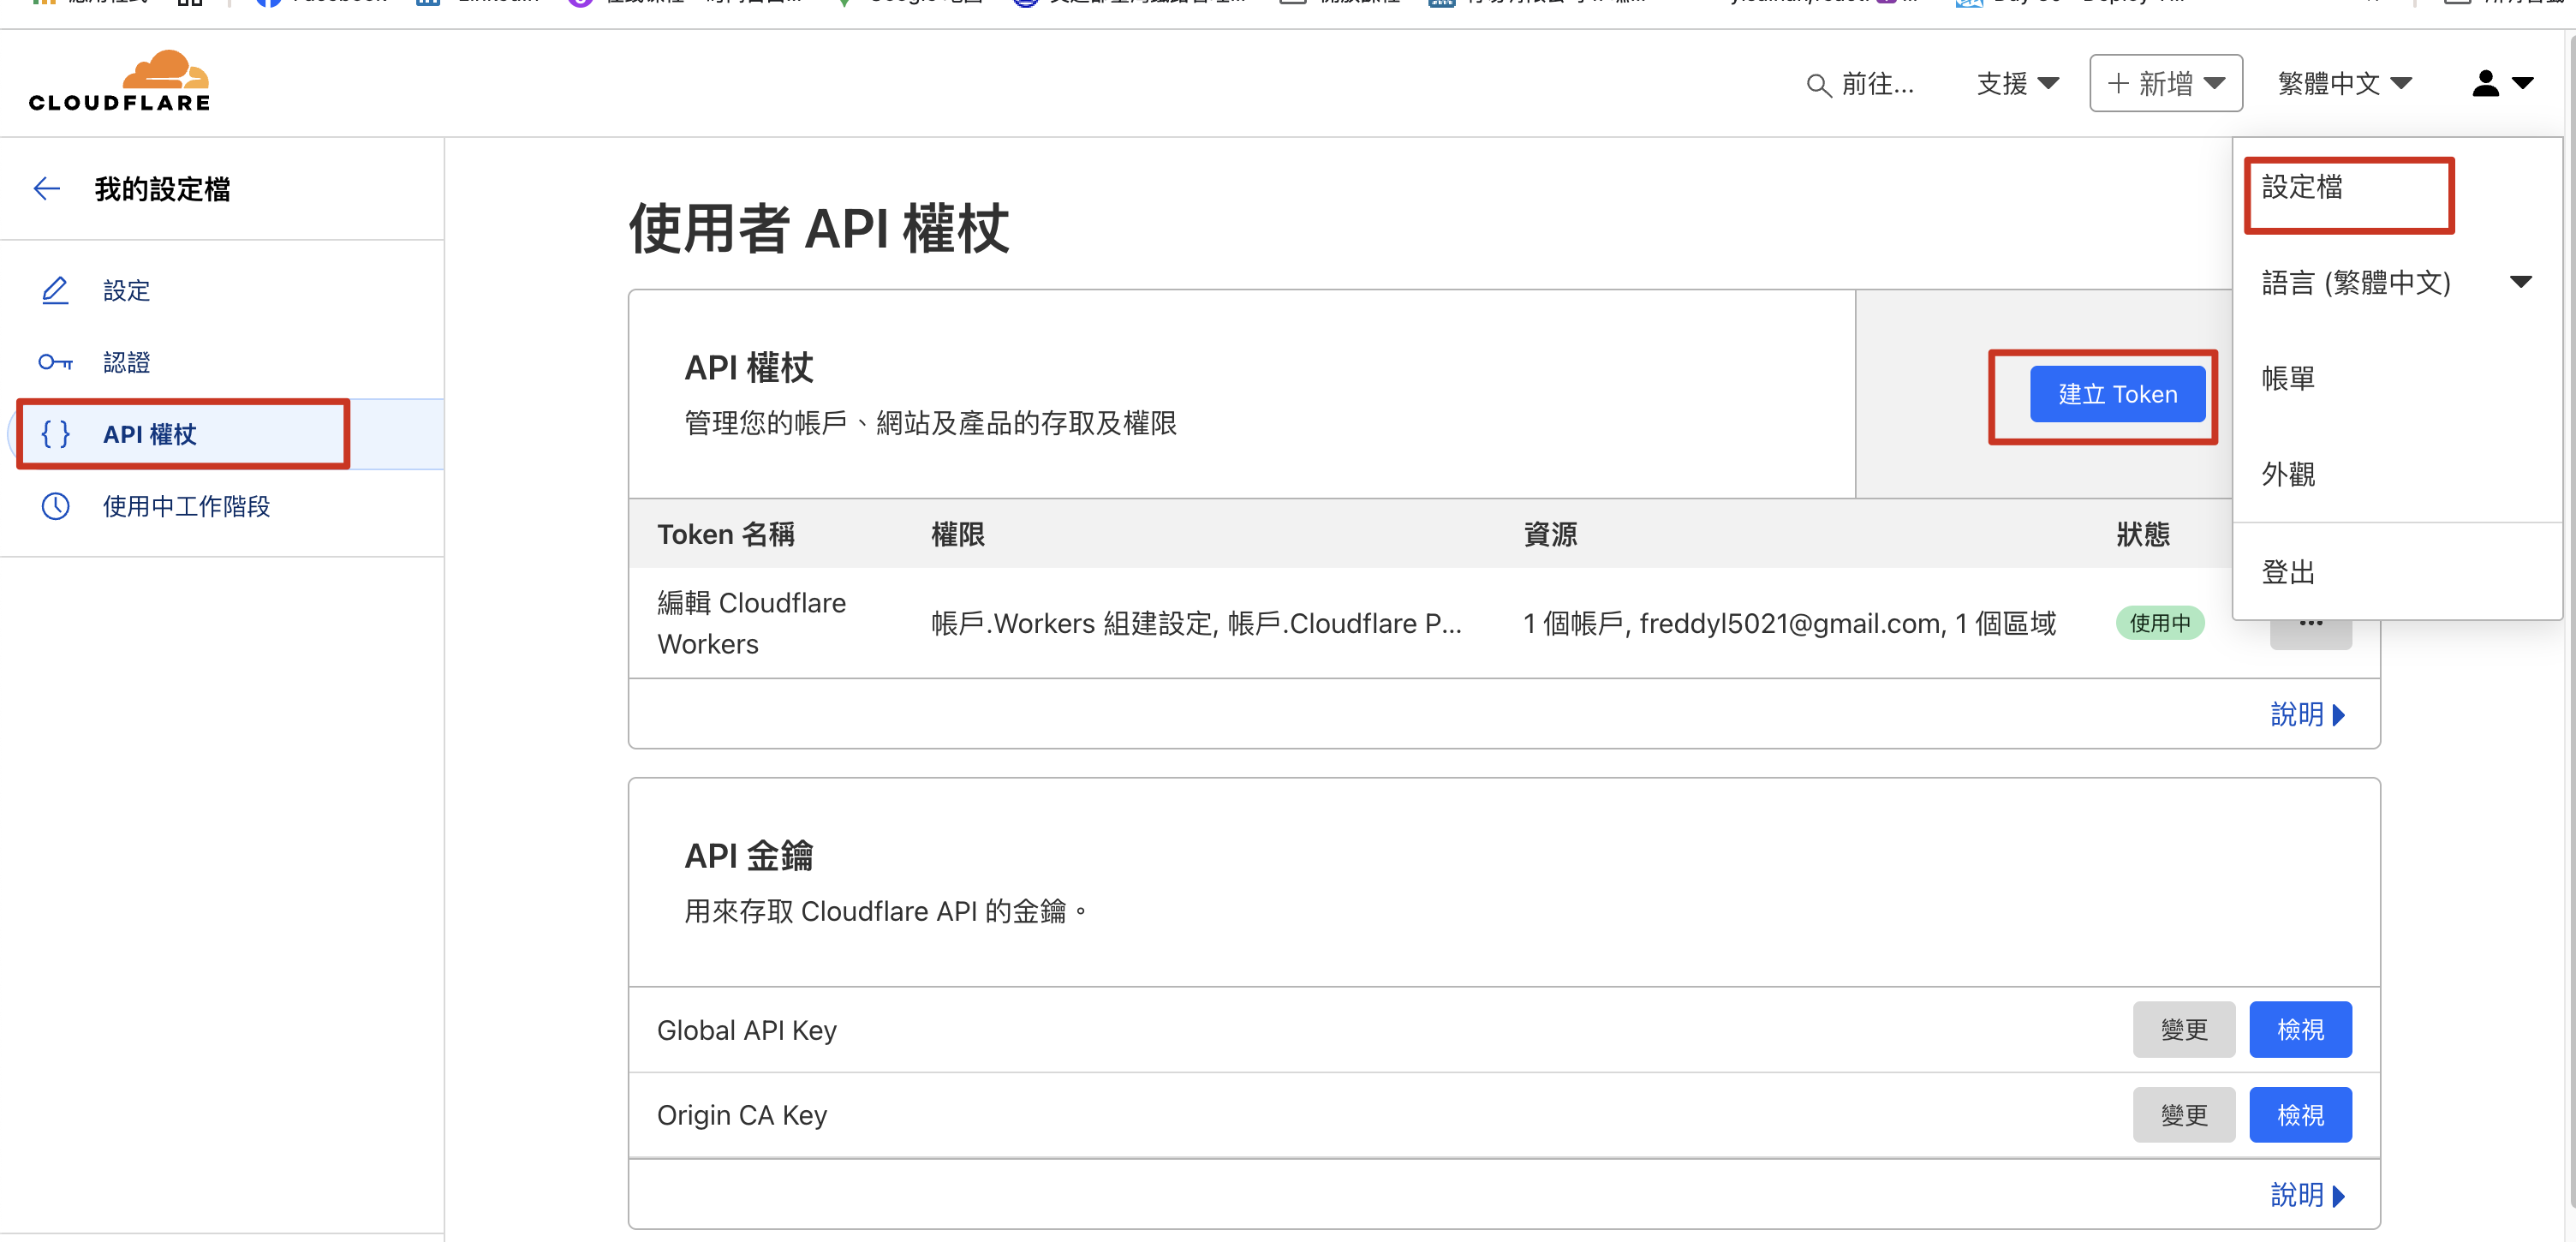 CLOUDFLARE
前往...
支援
新增
繁體中文
我的設定檔
設定
認證
API 權杖
使用中工作階段
使用者 API 權杖
API 權杖
管理您的帳戶、網站及產品的存取及權限
建立 Token
Token 名稱
權限
資源
狀態
編輯 Cloudflare
Workers
帳戶.Workers 組建設定, 帳戶.Cloudflare P...
1 個帳戶, freddyl5021@gmail.com, 1 個區域
使用中
...
說明
設定檔
語言 (繁體中文)
帳單
外觀
登出
API 金鑰
用來存取 Cloudflare API 的金鑰。
Global API Key
變更
檢視
Origin CA Key
變更
檢視
說明